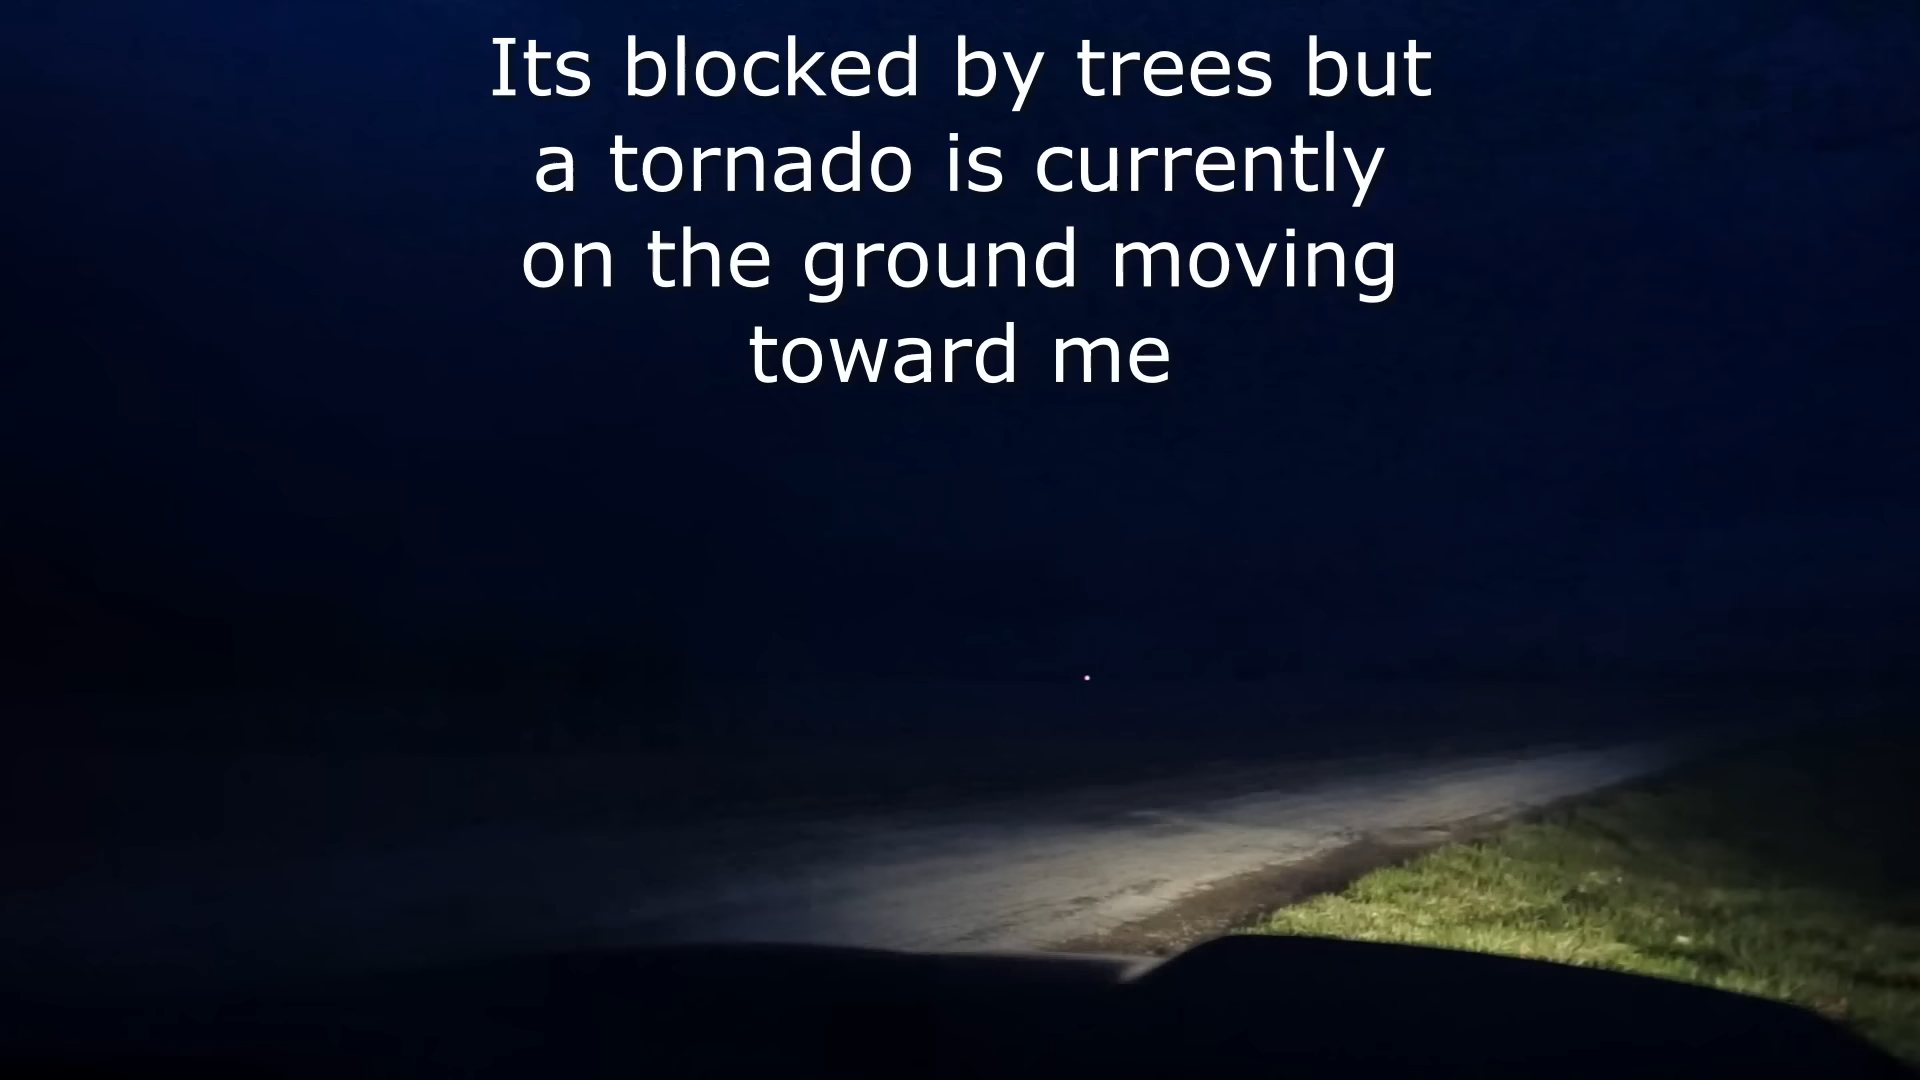 Its blocked by trees but
a tornado is currently
on the ground moving
toward me